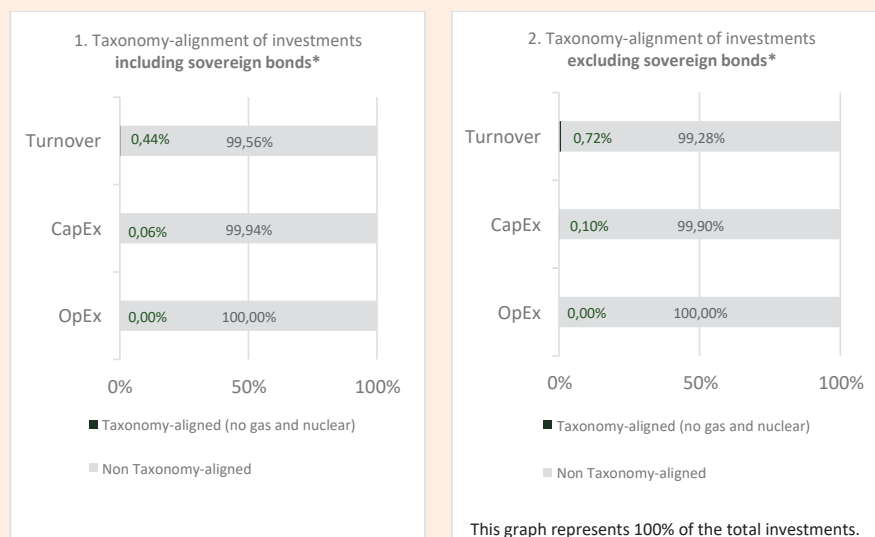 1. Taxonomy-alignment of investments
including sovereign bonds*
Turnover 0,44% 99,56%
CapEx 0,06% 99,94%
OpEx 0,00% 100,00%
0% 50% 100%
Taxonomy-aligned (no gas and nuclear)
Non Taxonomy-aligned
2. Taxonomy-alignment of investments
excluding sovereign bonds*
Turnover 0,72% 99,28%
CapEx 0,10% 99,90%
OpEx 0,00% 100,00%
0% 50% 100%
Taxonomy-aligned (no gas and nuclear)
Non Taxonomy-aligned
This graph represents 100% of the total investments.